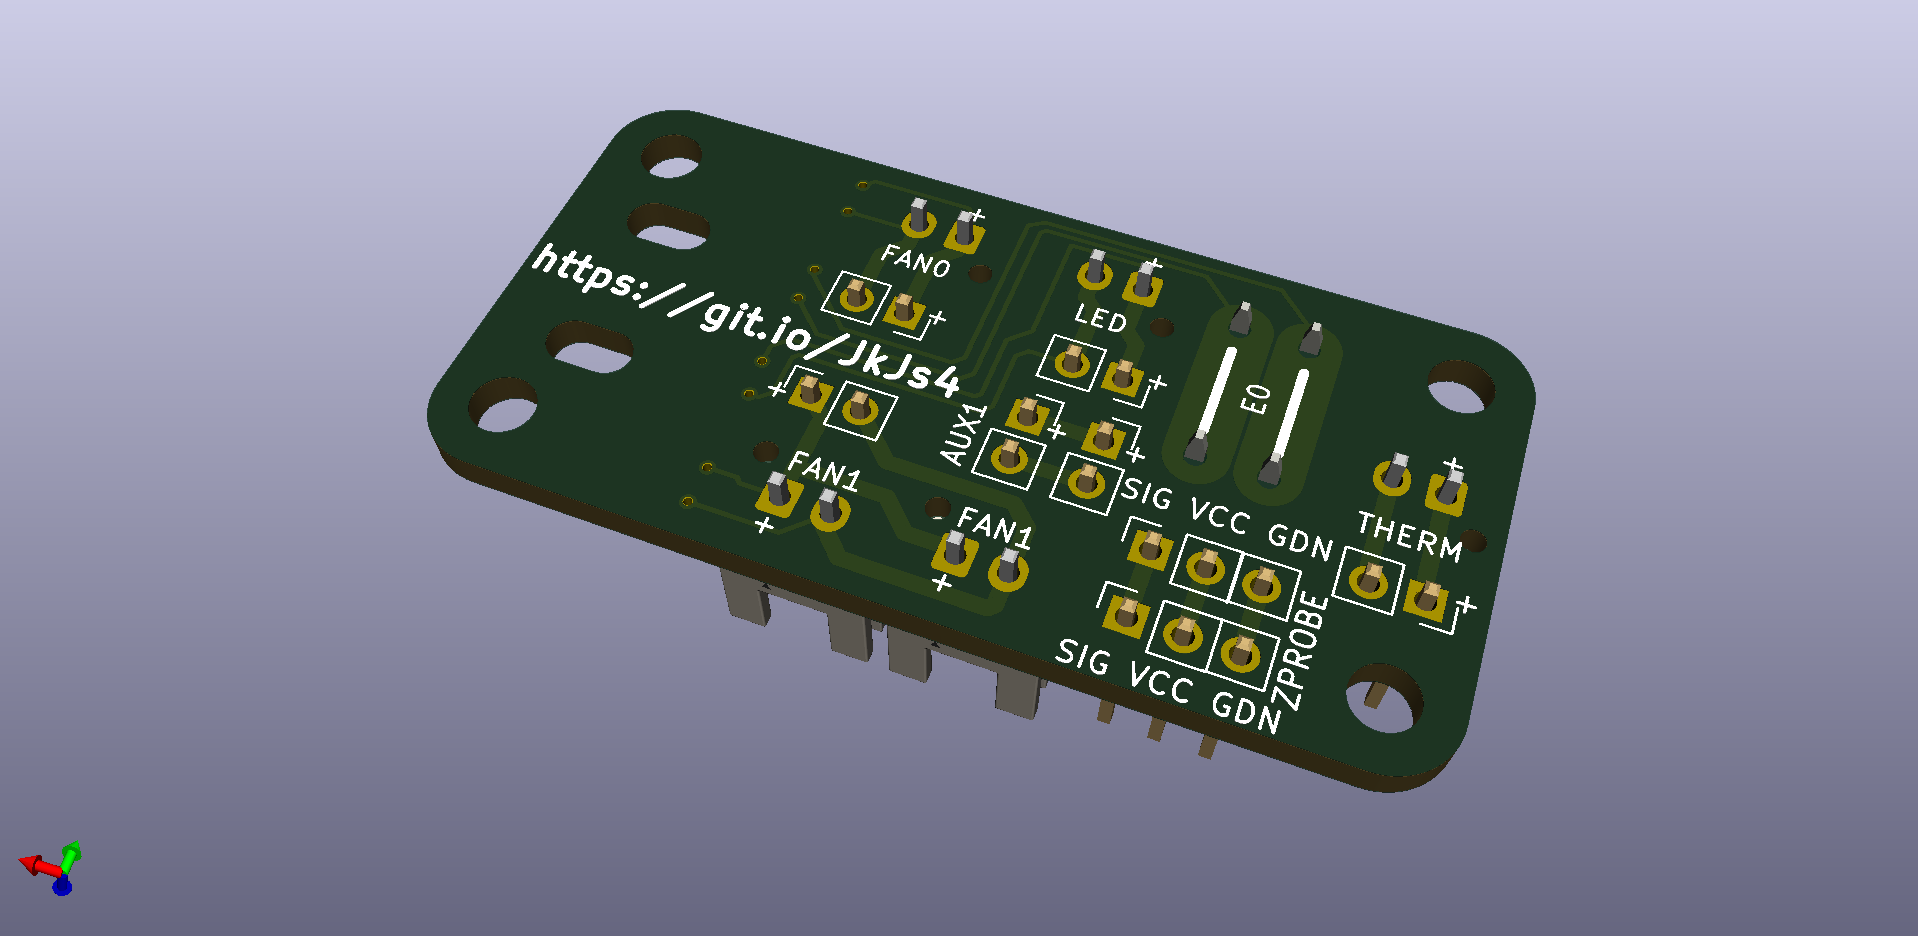 FAN0
https://git.io/JkJs4
LED
E0
AUX1
FAN1
FAN1
SIG VCC GDN
THERM
ZPROBE
SIG VCC GDN